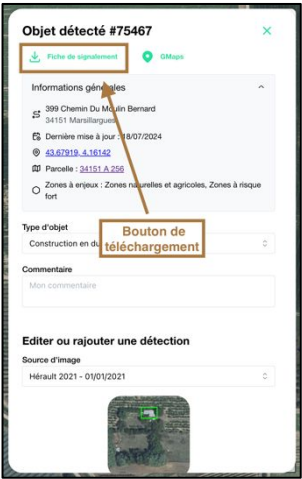 Objet détecté #75467
Fiche de signalement
GMaps
Informations générales
399 Chemin Du Moulin Bernard
34151 Marsillargues
Dernière mise à jour : 18/07/2024
43.67919, 4.16142
Parcelle : 34151 A 256
Zones à enjeux : Zones naturelles et agricoles, Zones à risque
fort
Type d'objet
Construction en du
Bouton de
téléchargement
Commentaire
Mon commentaire
Editer ou rajouter une détection
Source d'image
Hérault 2021 - 01/01/2021